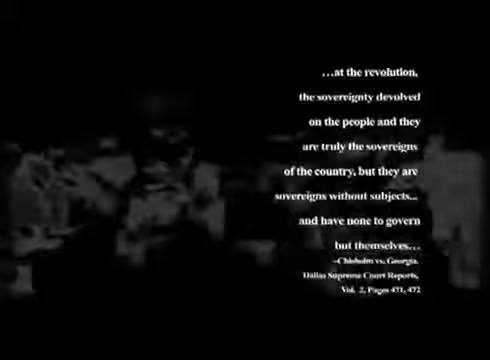 …at the revolution,
the sovereignty devolved
on the people and they
are truly the sovereigns
of the country, but they are
sovereigns without subjects...
and have none to govern
but themselves…
–Chisholm vs. Georgia,
Dallas Supreme Court Reports,
Vol. 2, Pages 471, 472